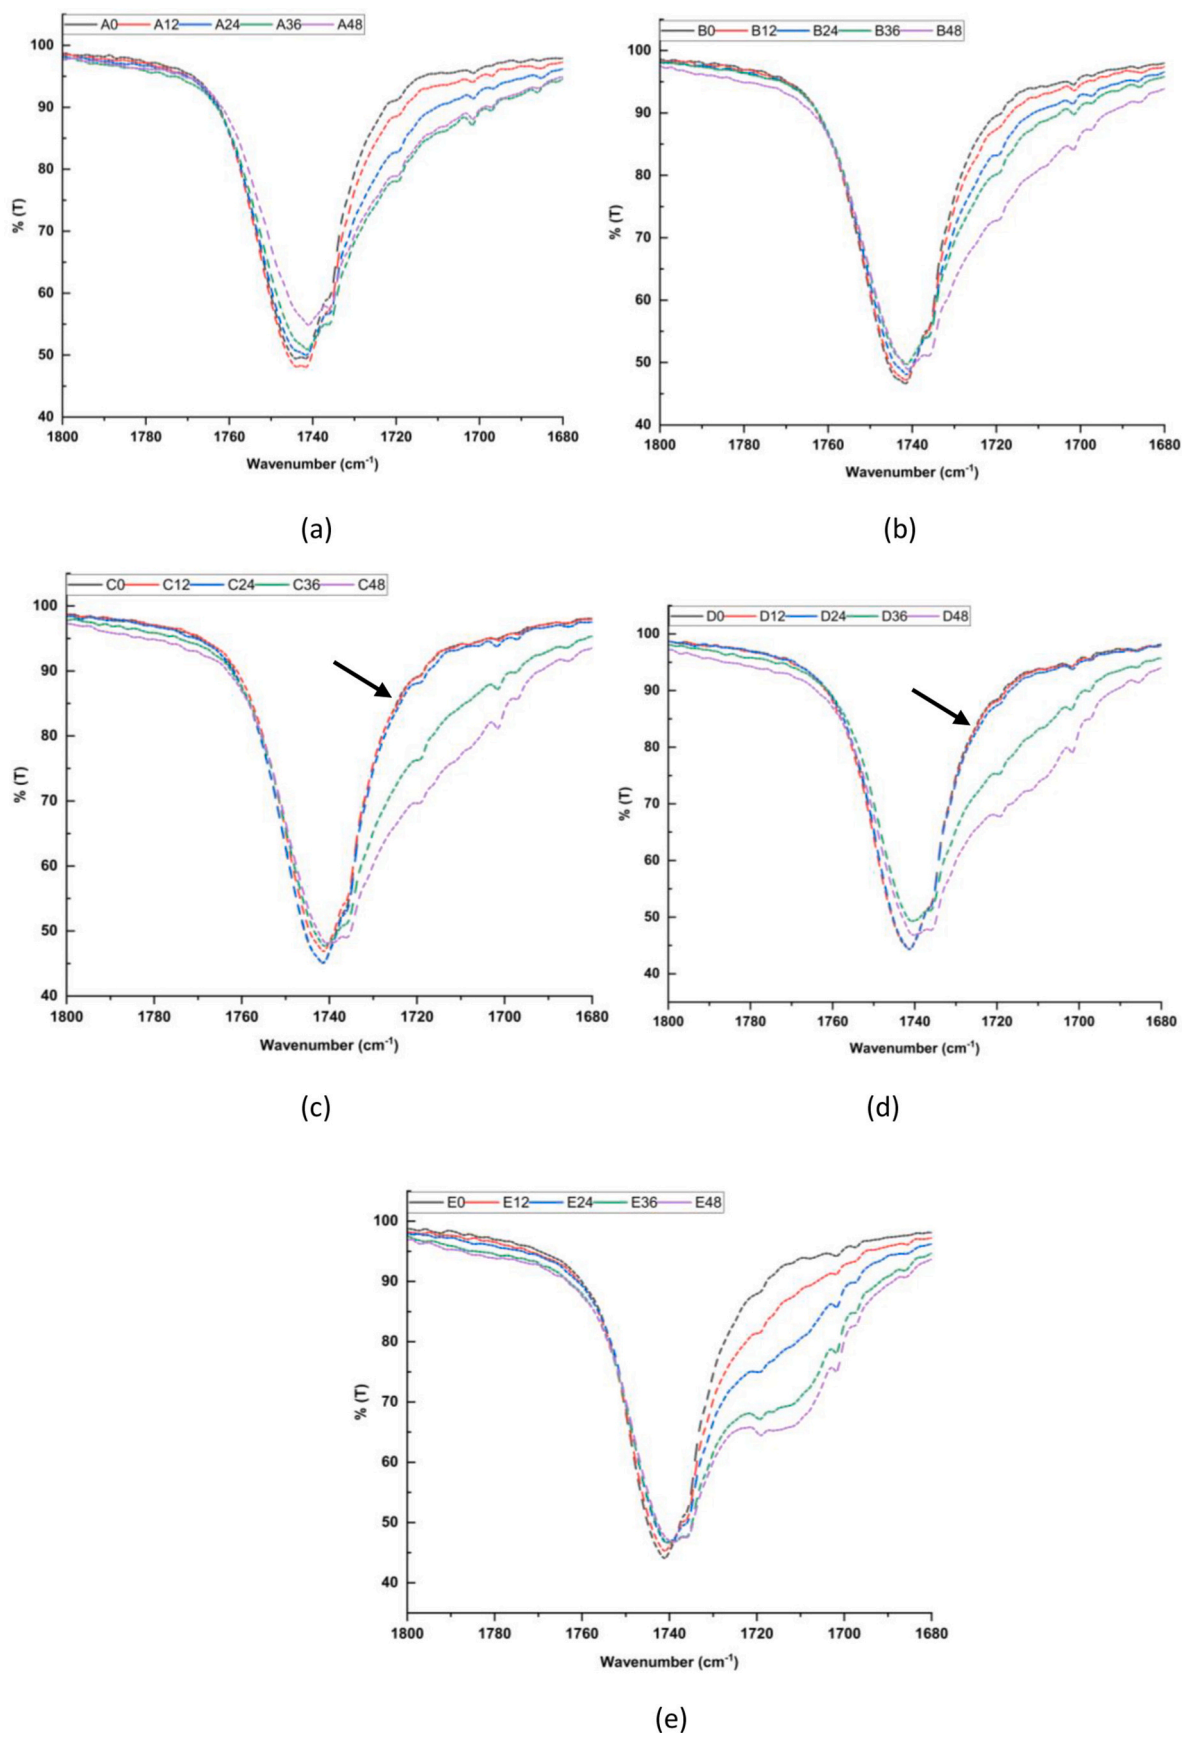 A0 A12 A24 A36 A48
100
90
80
70
60
50
40
% (T)
1800 1780 1760 1740 1720 1700 1680
Wavenumber (cm-1)
(a)
B0 B12 B24 B36 B48
100
90
80
70
60
50
40
% (T)
1800 1780 1760 1740 1720 1700 1680
Wavenumber (cm-1)
(b)
C0 C12 C24 C36 C48
100
90
80
70
60
50
40
% (T)
1800 1780 1760 1740 1720 1700 1680
Wavenumber (cm-1)
(c)
D0 D12 D24 D36 D48
100
90
80
70
60
50
40
% (T)
1800 1780 1760 1740 1720 1700 1680
Wavenumber (cm-1)
(d)
E0 E12 E24 E36 E48
100
90
80
70
60
50
40
% (T)
1800 1780 1760 1740 1720 1700 1680
Wavenumber (cm-1)
(e)